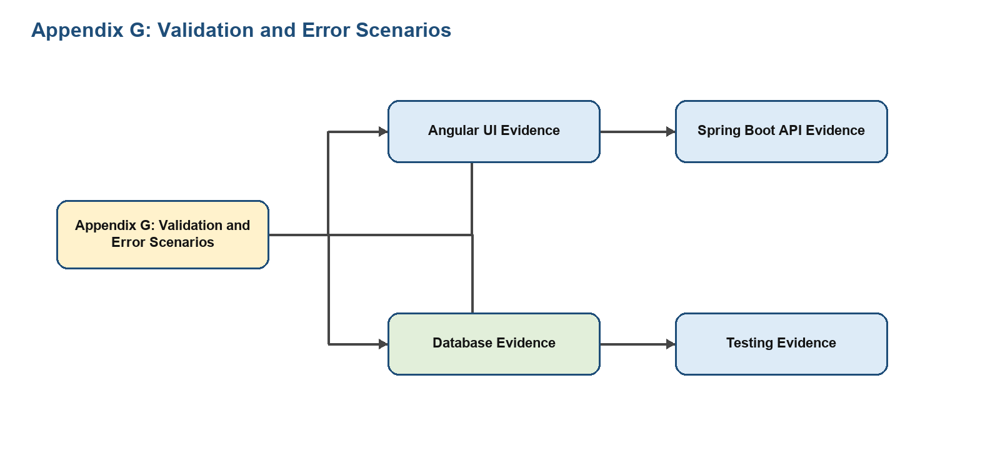 Appendix G: Validation and Error Scenarios
Angular UI Evidence
Spring Boot API Evidence
Appendix G: Validation and
Error Scenarios
Database Evidence
Testing Evidence